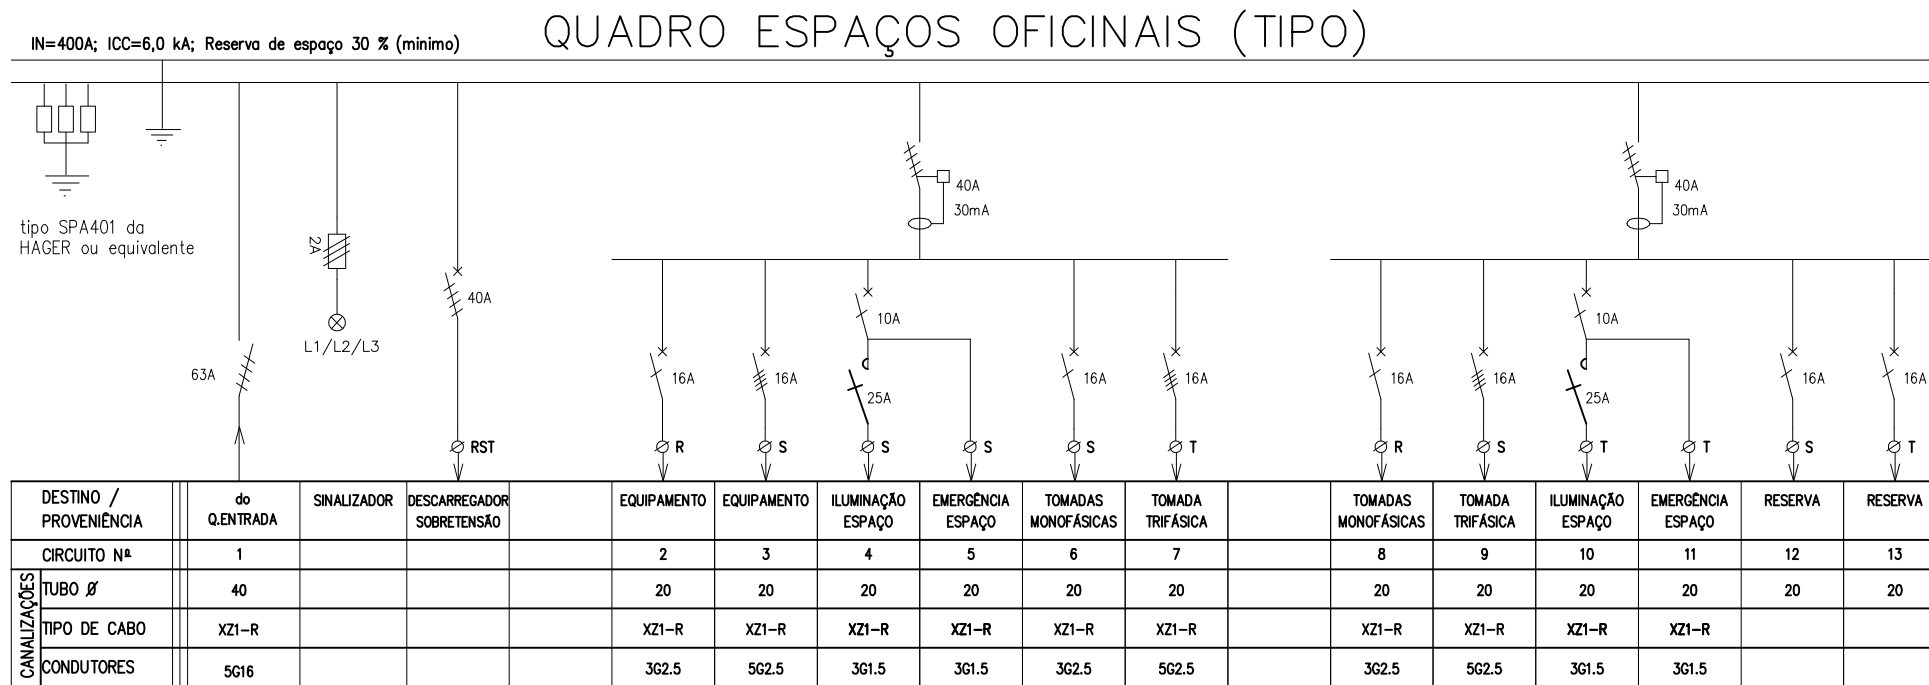 QUADRO ESPAÇOS OFICINAIS (TIPO)
IN=400A; ICC=6,0 kA; Reserva de espaço 30 % (minimo)
tipo SPA401 da
HAGER ou equivalente
63A
2A
L1/L2/L3
40A
RST
40A
30mA
16A
16A
10A
25A
16A
16A
R
S
S
S
S
T
40A
30mA
16A
16A
10A
25A
16A
16A
R
S
T
T
S
T
DESTINO /
PROVENIÊNCIA
do
Q.ENTRADA
SINALIZADOR
DESCARREGADOR
SOBRETENSÃO
EQUIPAMENTO
EQUIPAMENTO
ILUMINAÇÃO
ESPAÇO
EMERGÊNCIA
ESPAÇO
TOMADAS
MONOFÁSICAS
TOMADA
TRIFÁSICA
TOMADAS
MONOFÁSICAS
TOMADA
TRIFÁSICA
ILUMINAÇÃO
ESPAÇO
EMERGÊNCIA
ESPAÇO
RESERVA
RESERVA
CIRCUITO Nº 1 2 3 4 5 6 7 8 9 10 11 12 13
CANALIZAÇÕES
TUBO Ø 40 20 20 20 20 20 20 20 20 20 20 20 20
TIPO DE CABO XZ1-R XZ1-R XZ1-R XZ1-R XZ1-R XZ1-R XZ1-R XZ1-R XZ1-R XZ1-R XZ1-R
CONDUTORES 5G16 3G2.5 5G2.5 3G1.5 3G1.5 3G2.5 5G2.5 3G2.5 5G2.5 3G1.5 3G1.5